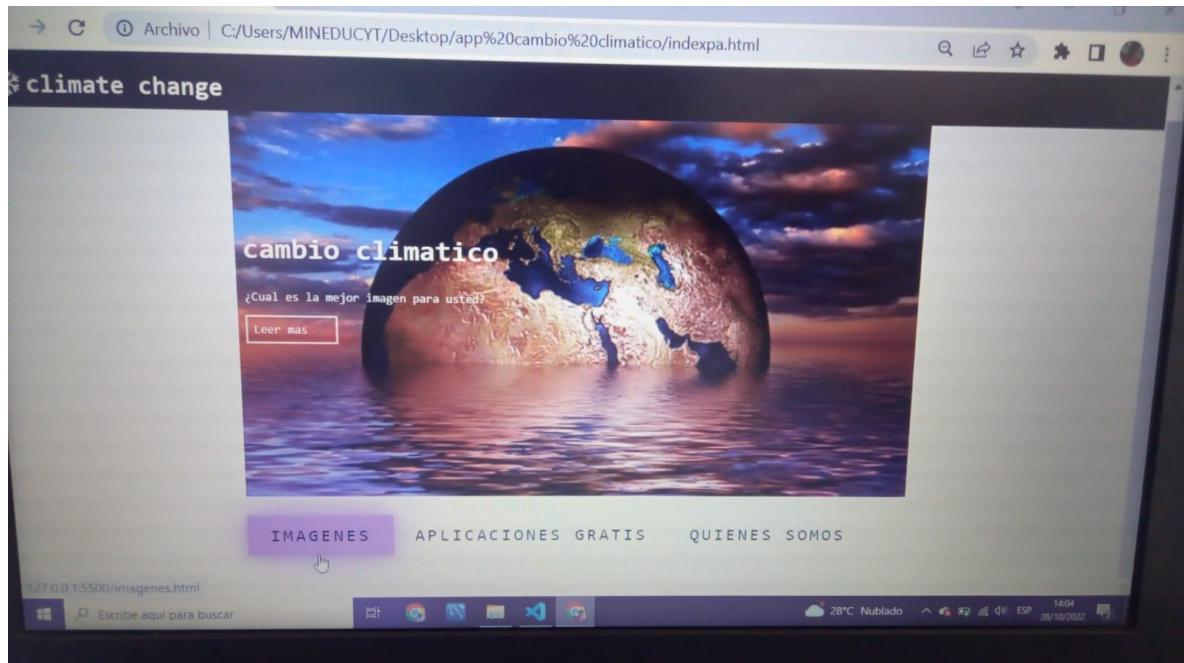 Archivo | C:/Users/MINEDUCYT/Desktop/app%20cambio%20climatico/indexpa.html
climate change
cambio climatico
¿Cual es la mejor imagen para usted?
Leer mas
IMAGENES APLICACIONES GRATIS QUIENES SOMOS
127.0.0.1:5500/imagenes.html
Escribe aquí para buscar
28°C Nublado ESP 14:04
28/10/2022